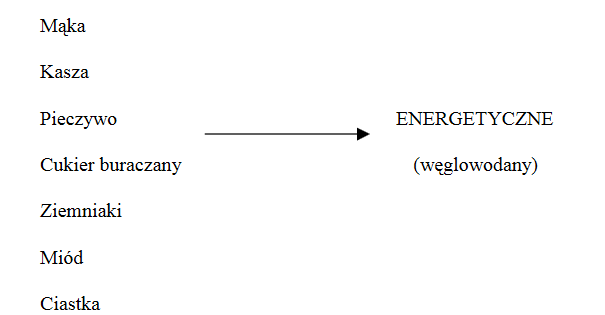 Mąka
Kasza
Pieczywo
ENERGETYCZNE
Cukier buraczany
(węglowodany)
Ziemniaki
Miód
Ciastka